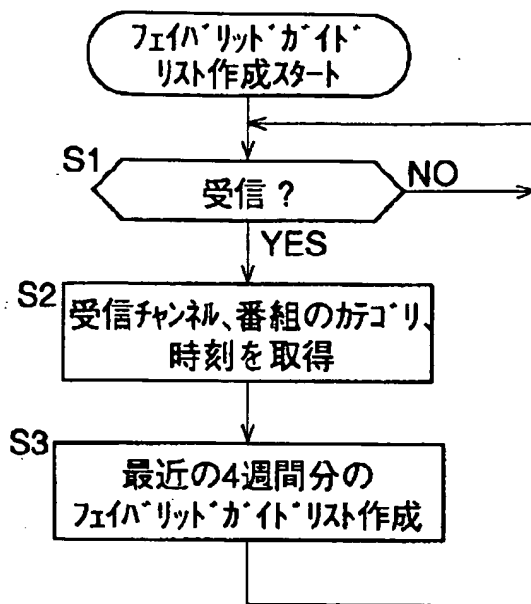 フェイバリットガイド
リスト作成スタート
S1
受信?
NO
YES
S2
受信チャンネル、番組のカテゴリ、
時刻を取得
S3
最近の4週間分の
フェイバリットガイドリスト作成